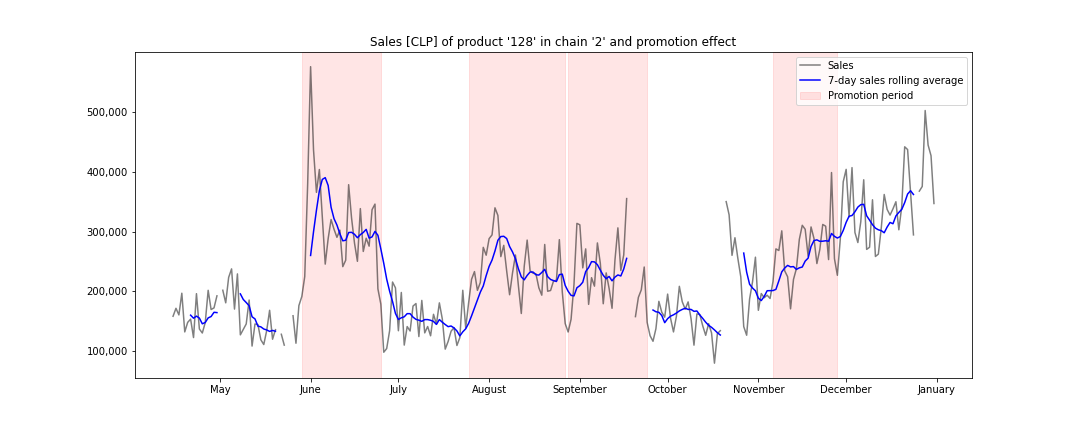 Sales [CLP] of product '128' in chain '2' and promotion effect
Sales
7-day sales rolling average
Promotion period
500,000
400,000
300,000
200,000
100,000
May June July August September October November December January